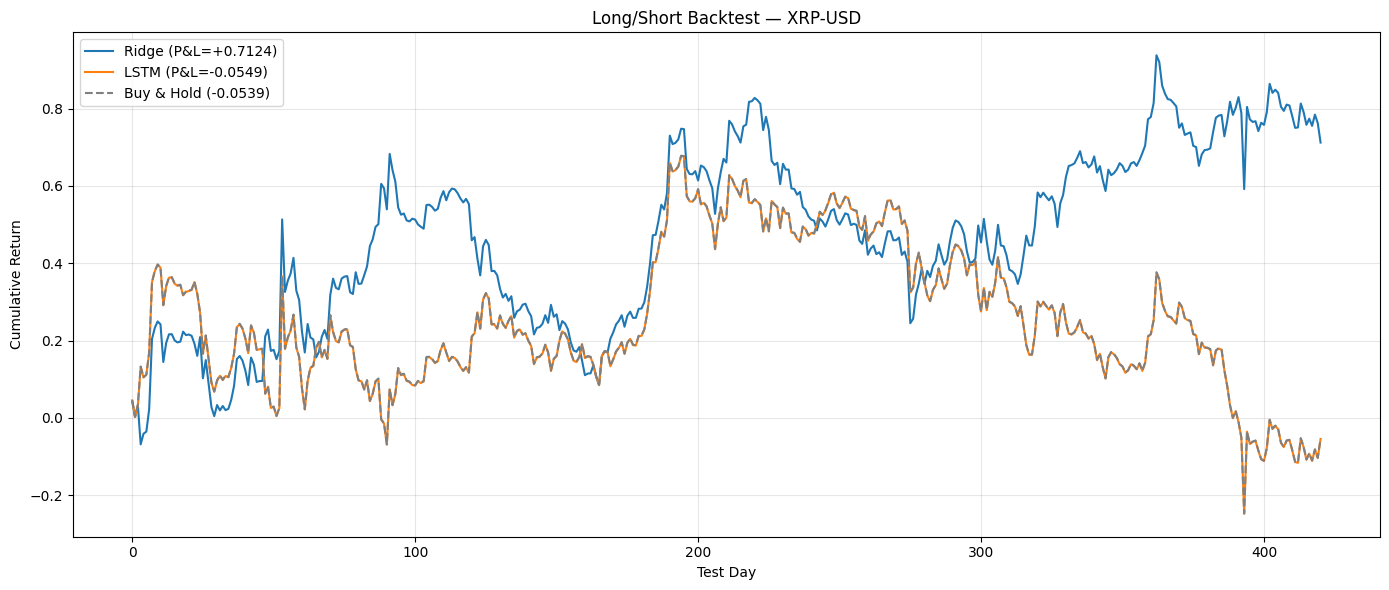 Long/Short Backtest — XRP-USD
Ridge (P&L=+0.7124)
LSTM (P&L=-0.0549)
Buy & Hold (-0.0539)
Cumulative Return
0.8
0.6
0.4
0.2
0.0
−0.2
0 100 200 300 400
Test Day